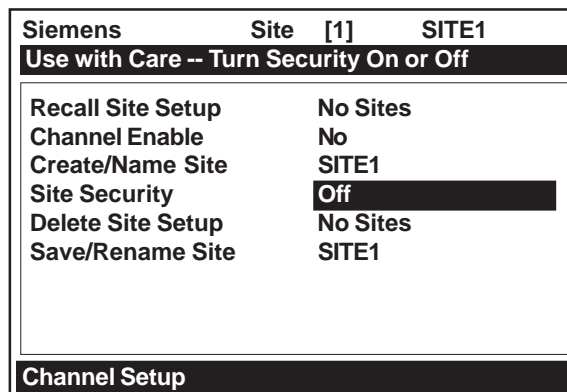 Siemens Site [1] SITE1
Use with Care -- Turn Security On or Off
Recall Site Setup No Sites
Channel Enable No
Create/Name Site SITE1
Site Security Off
Delete Site Setup No Sites
Save/Rename Site SITE1
Channel Setup